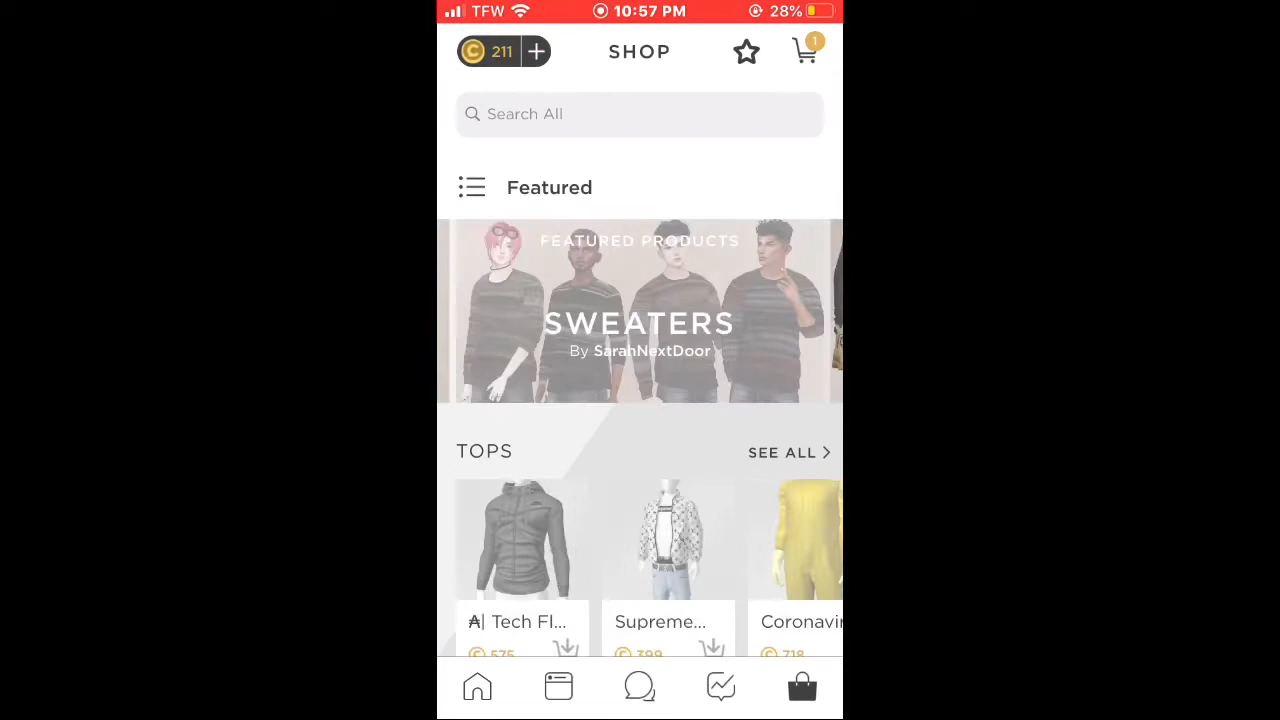 TFW 10:57 PM 28%
211 SHOP 1
Search All
Featured
FEATURED PRODUCTS
SWEATERS
By SarahNextDoor
TOPS SEE ALL
₳| Tech Fl... Supreme... Coronavir
575 399 718